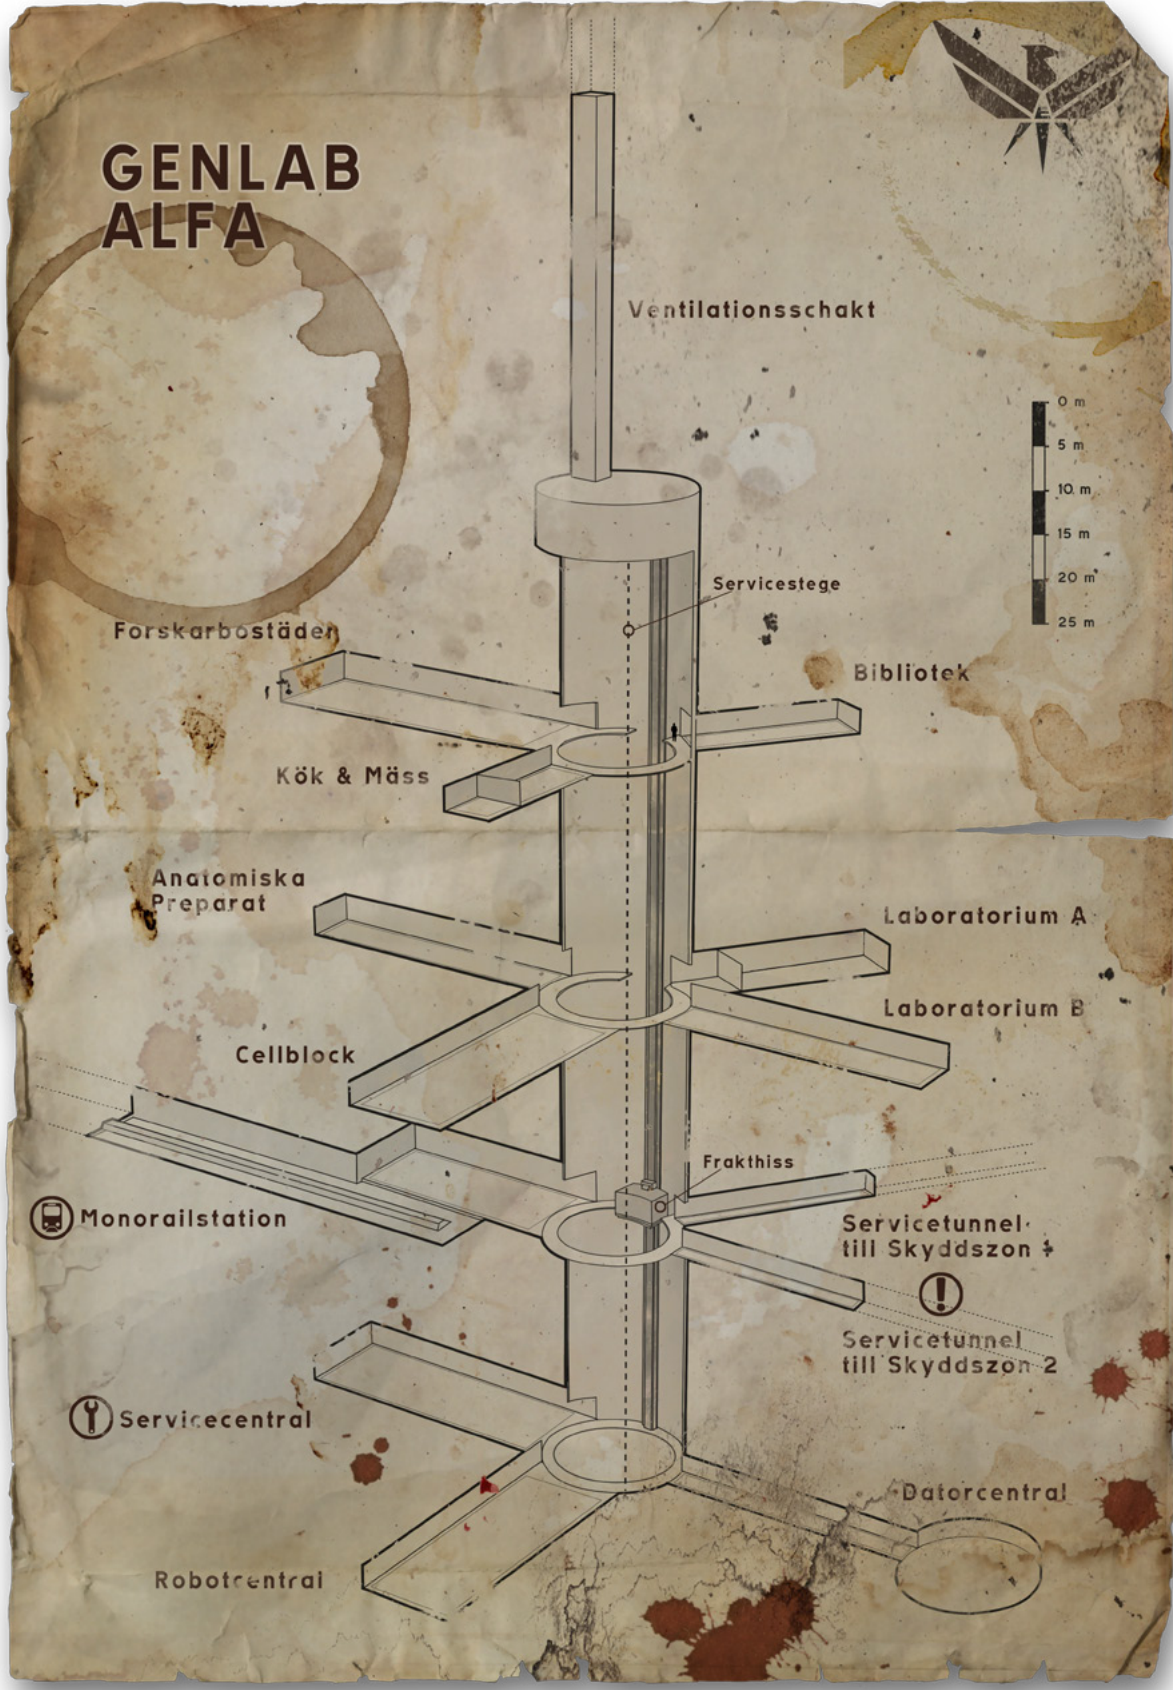 GENLAB
ALFA
Ventilationsschakt
0 m
5 m
10 m
15 m
20 m
25 m
Servicestege
Forskarbostäder
Bibliotek
Kök & Mäss
Anatomiska
Preparat
Laboratorium A
Laboratorium B
Cellblock
Frakthiss
Monorailstation
Servicetunnel
till Skyddszon 1
Servicetunnel
till Skyddszon 2
Servicecentral
Datorcentral
Robotcentral